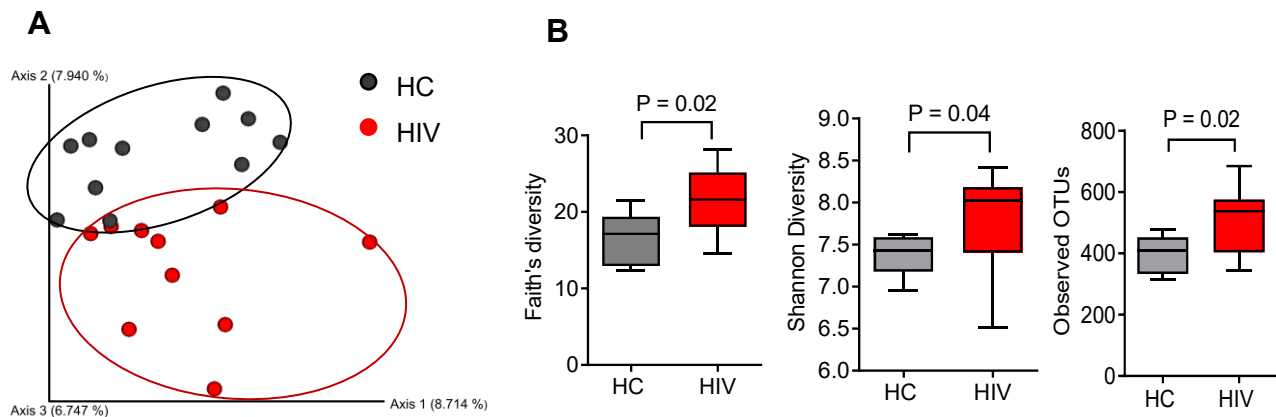 A
Axis 2 (7.940 %)
HC
HIV
Axis 3 (6.747 %)
Axis 1 (8.714 %)
B
P = 0.02
Faith's diversity
30
20
10
0
HC
HIV
P = 0.04
Shannon Diversity
9.0
8.5
8.0
7.5
7.0
6.5
6.0
HC
HIV
P = 0.02
Observed OTUs
800
600
400
200
0
HC
HIV